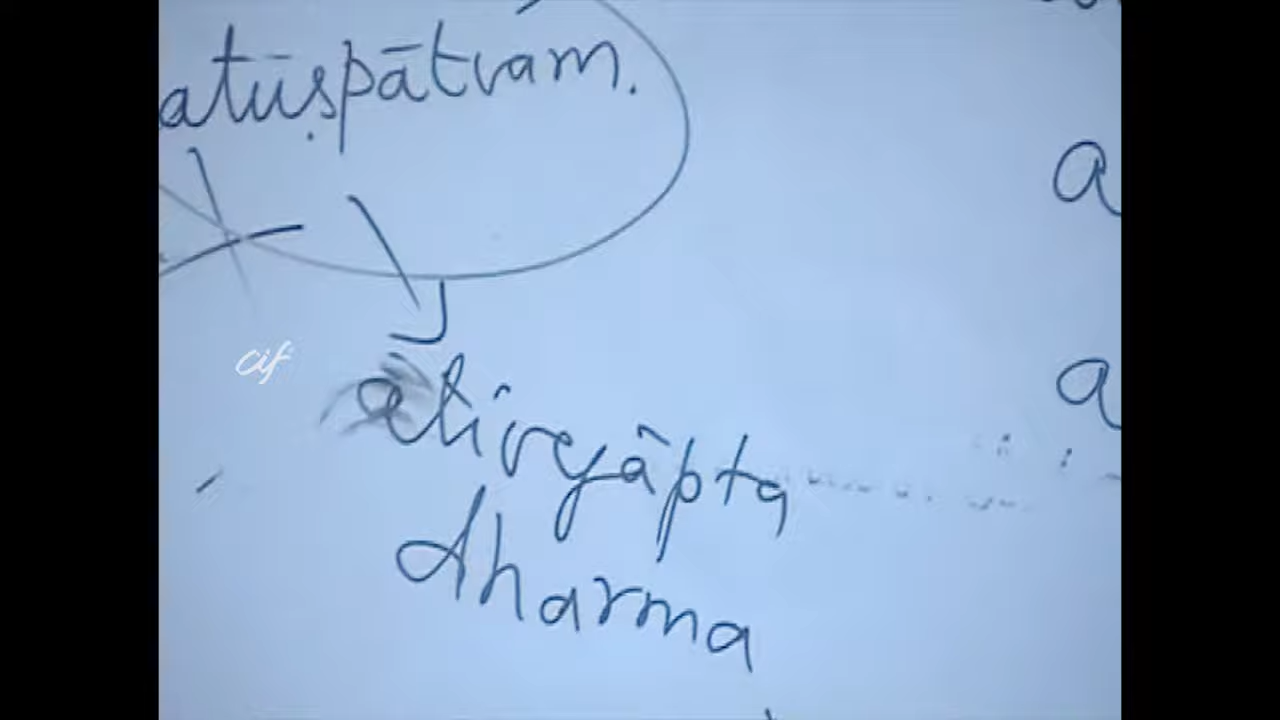 atuṣpātvam.
a
cif
a
ativyāpta
dharma